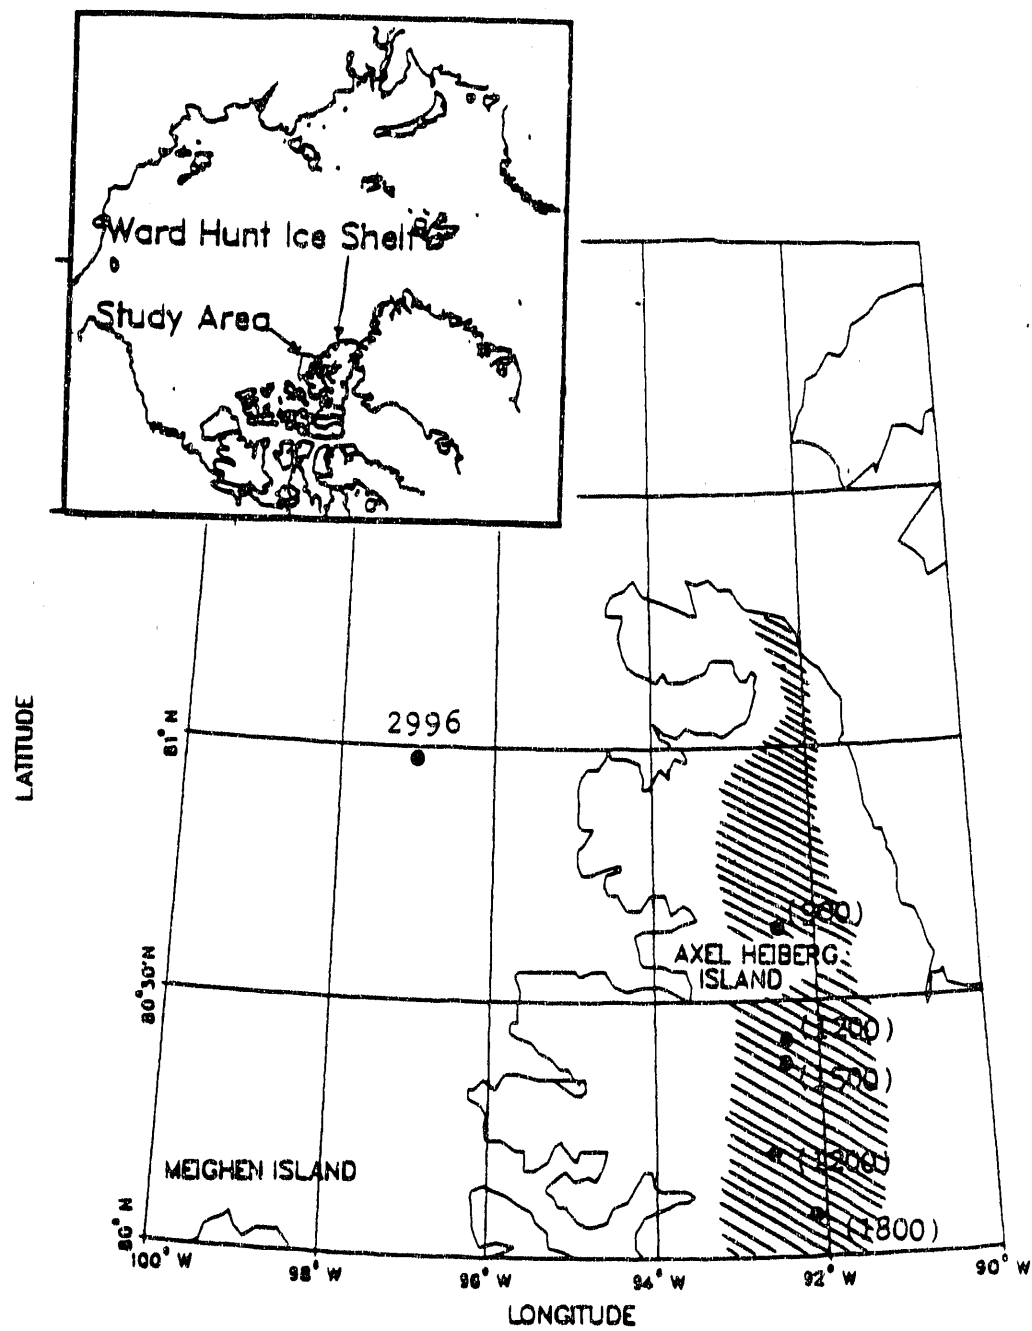 Ward Hunt Ice Shelf
Study Area
LATITUDE
81° N
2996
(900)
AXEL HEIBERG
ISLAND
80°30'N
(1200)
(1500)
(1200)
MEIGHEN ISLAND
80° N
(1800)
100° W
98° W
96° W
94° W
92° W
90° W
LONGITUDE